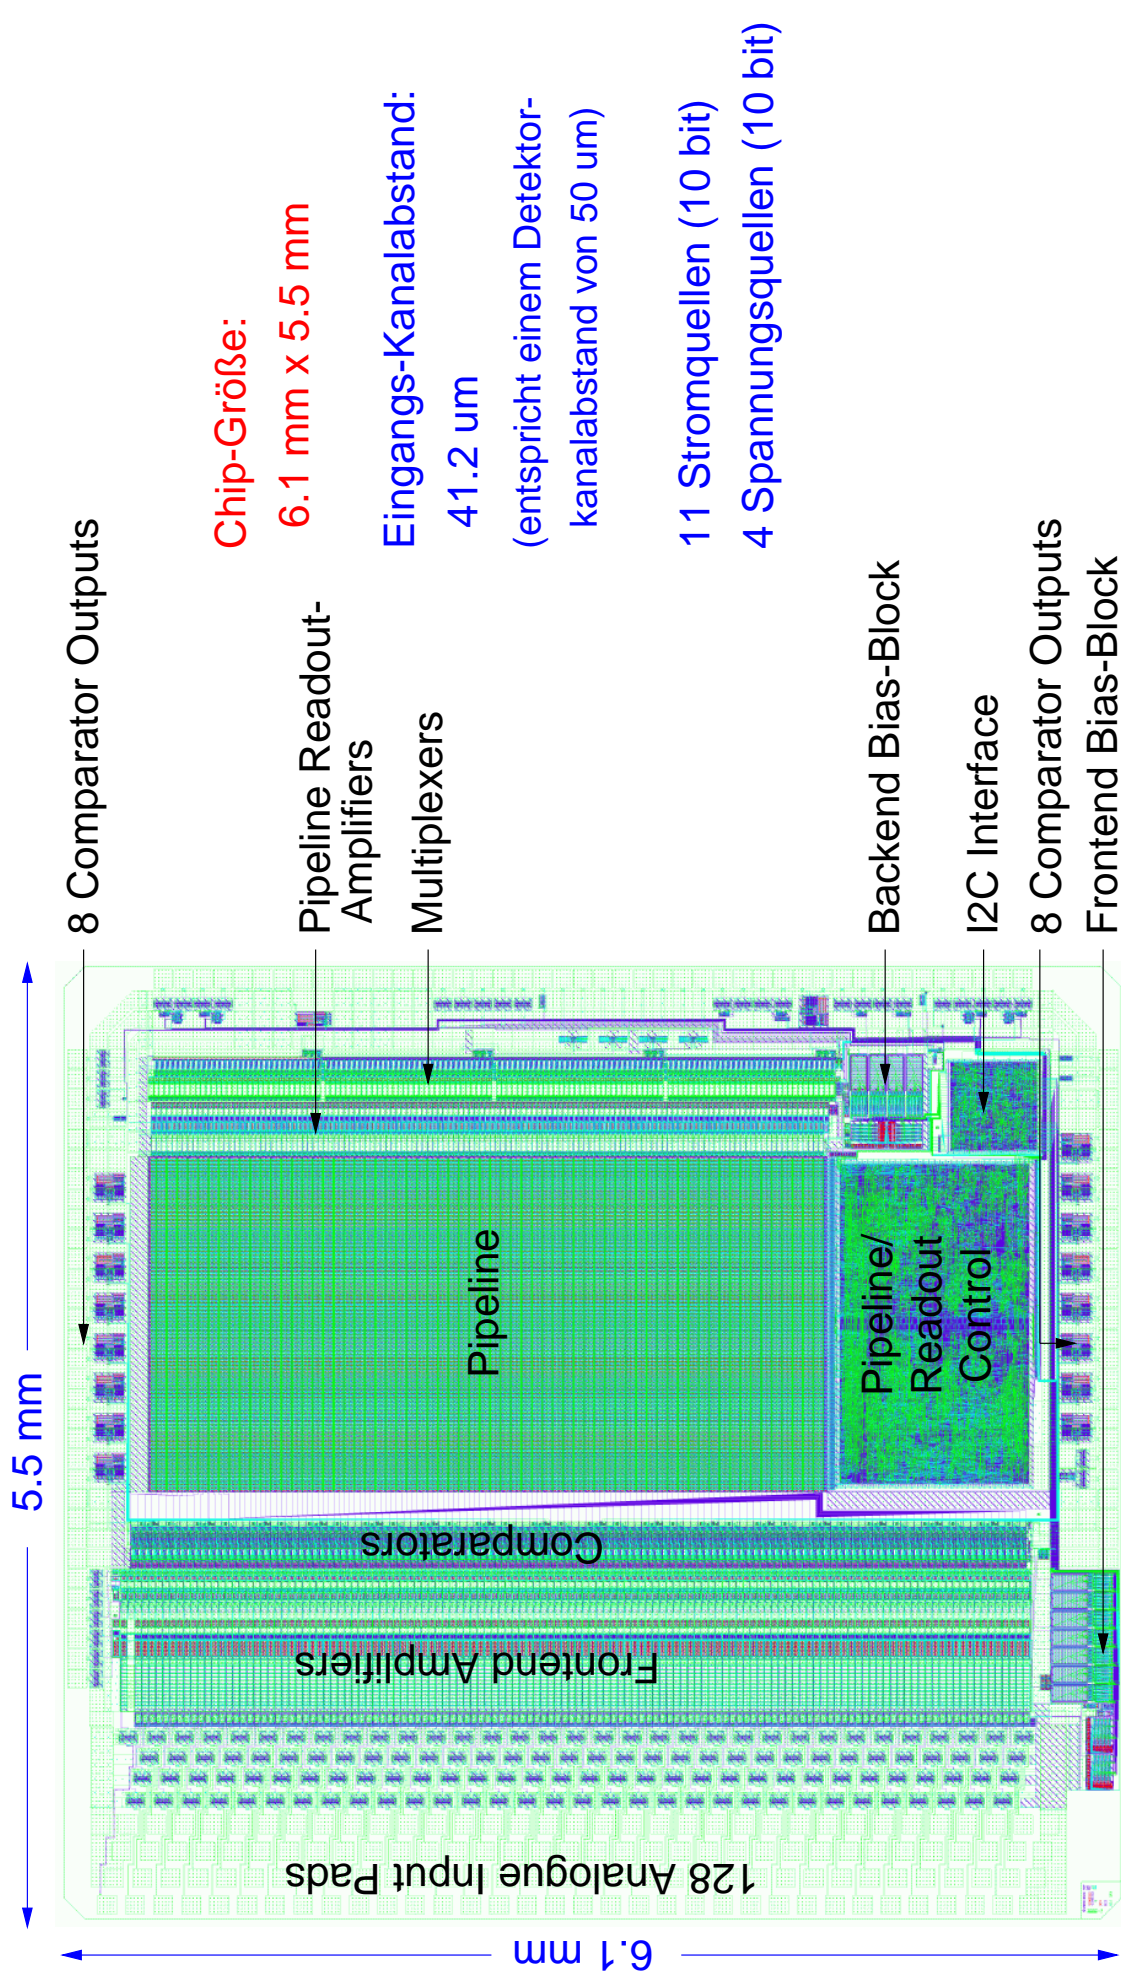 5.5 mm
6.1 mm
128 Analogue Input Pads
Frontend Amplifiers
Comparators
Pipeline
Pipeline/
Readout
Control
8 Comparator Outputs
Pipeline Readout-
Amplifiers
Multiplexers
Backend Bias-Block
I2C Interface
8 Comparator Outputs
Frontend Bias-Block
Chip-Größe:
6.1 mm x 5.5 mm
Eingangs-Kanalabstand:
41.2 um
(entspricht einem Detektor-
kanalabstand von 50 um)
11 Stromquellen (10 bit)
4 Spannungsquellen (10 bit)